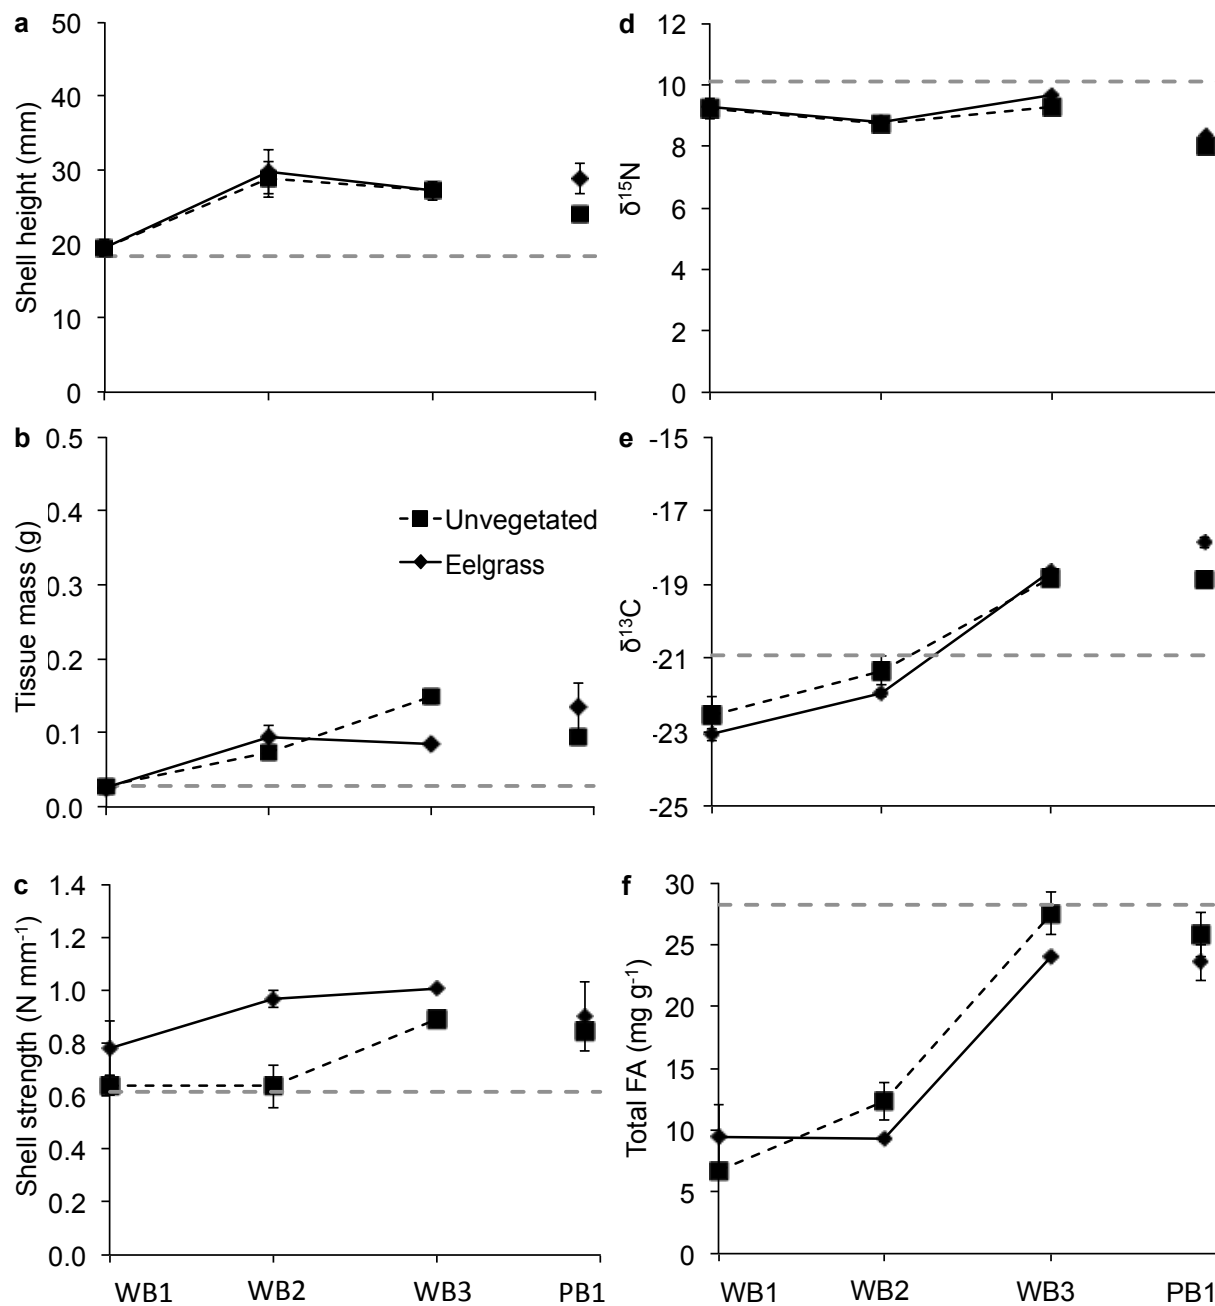 a
Shell height (mm)
50
40
30
20
10
0
b
Tissue mass (g)
0.5
0.4
0.3
0.2
0.1
0.0
Unvegetated
Eelgrass
c
Shell strength (N mm-1)
1.4
1.2
1.0
0.8
0.6
0.4
0.2
0.0
WB1 WB2 WB3 PB1
d
δ15N
12
10
8
6
4
2
0
e
δ13C
-15
-17
-19
-21
-23
-25
f
Total FA (mg g-1)
30
25
20
15
10
5
0
WB1 WB2 WB3 PB1